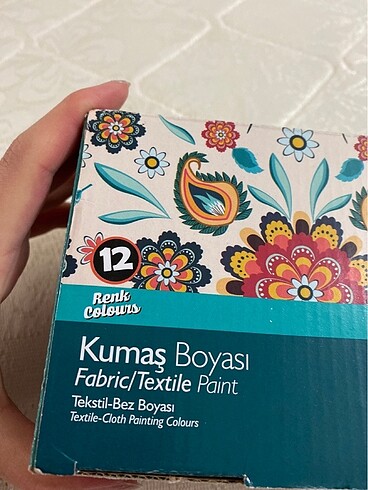 12
Renk
Colours
Kumaş Boyası
Fabric/Textile Paint
Tekstil-Bez Boyası
Textile-Cloth Painting Colours